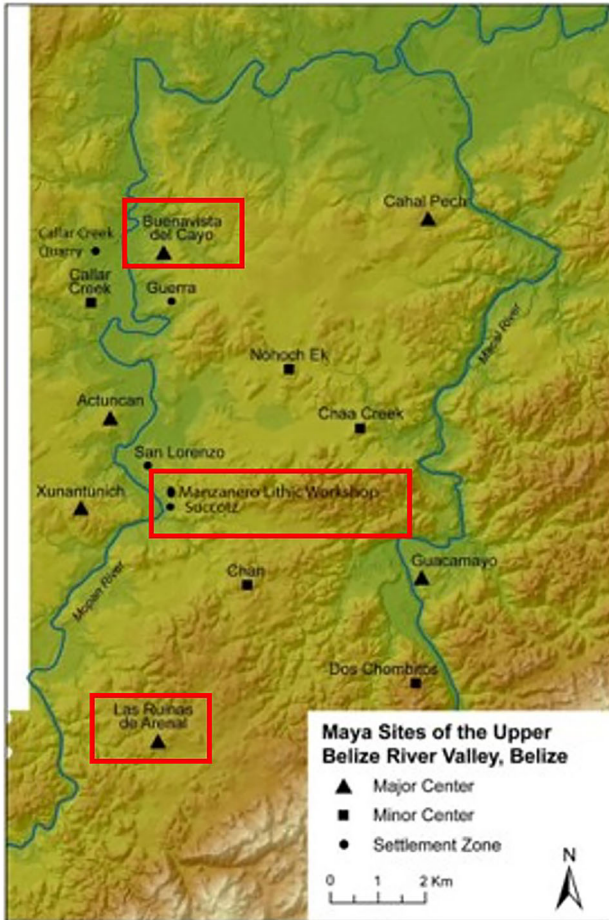 Cahal Pech
Buenavista
del Cayo
Callar Creek
Quarry
Callar
Creek
Guerra
Macal River
Nohoch Ek
Actuncan
Chaa Creek
San Lorenzo
Xunantunich
Manzanero Lithic Workshop
Succotz
Guacamayo
Chan
Mopan River
Dos Chombitos
Las Ruinas
de Arenal
Maya Sites of the Upper
Belize River Valley, Belize
Major Center
Minor Center
Settlement Zone
N
0 1 2 Km